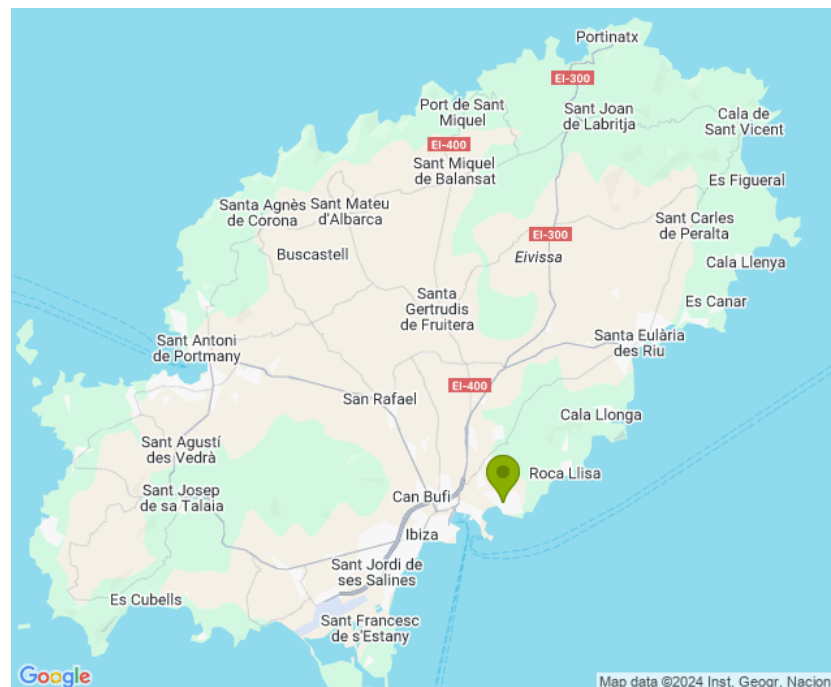 Portinatx
EI-300
Port de Sant
Miquel
Sant Joan
de Labritja
Cala de
Sant Vicent
EI-400
Sant Miquel
de Balansat
Es Figueral
Santa Agnès
de Corona
Sant Mateu
d'Albarca
Sant Carles
de Peralta
EI-300
Buscastell
Eivissa
Cala Llenya
Santa
Gertrudis
de Fruitera
Es Canar
Sant Antoni
de Portmany
Santa Eulària
des Riu
EI-400
San Rafael
Cala Llonga
Sant Agustí
des Vedrà
Roca Llisa
Sant Josep
de sa Talaia
Can Bufi
Ibiza
Sant Jordi de
ses Salines
Es Cubells
Sant Francesc
de s'Estany
Google
Map data ©2024 Inst. Geogr. Nacion